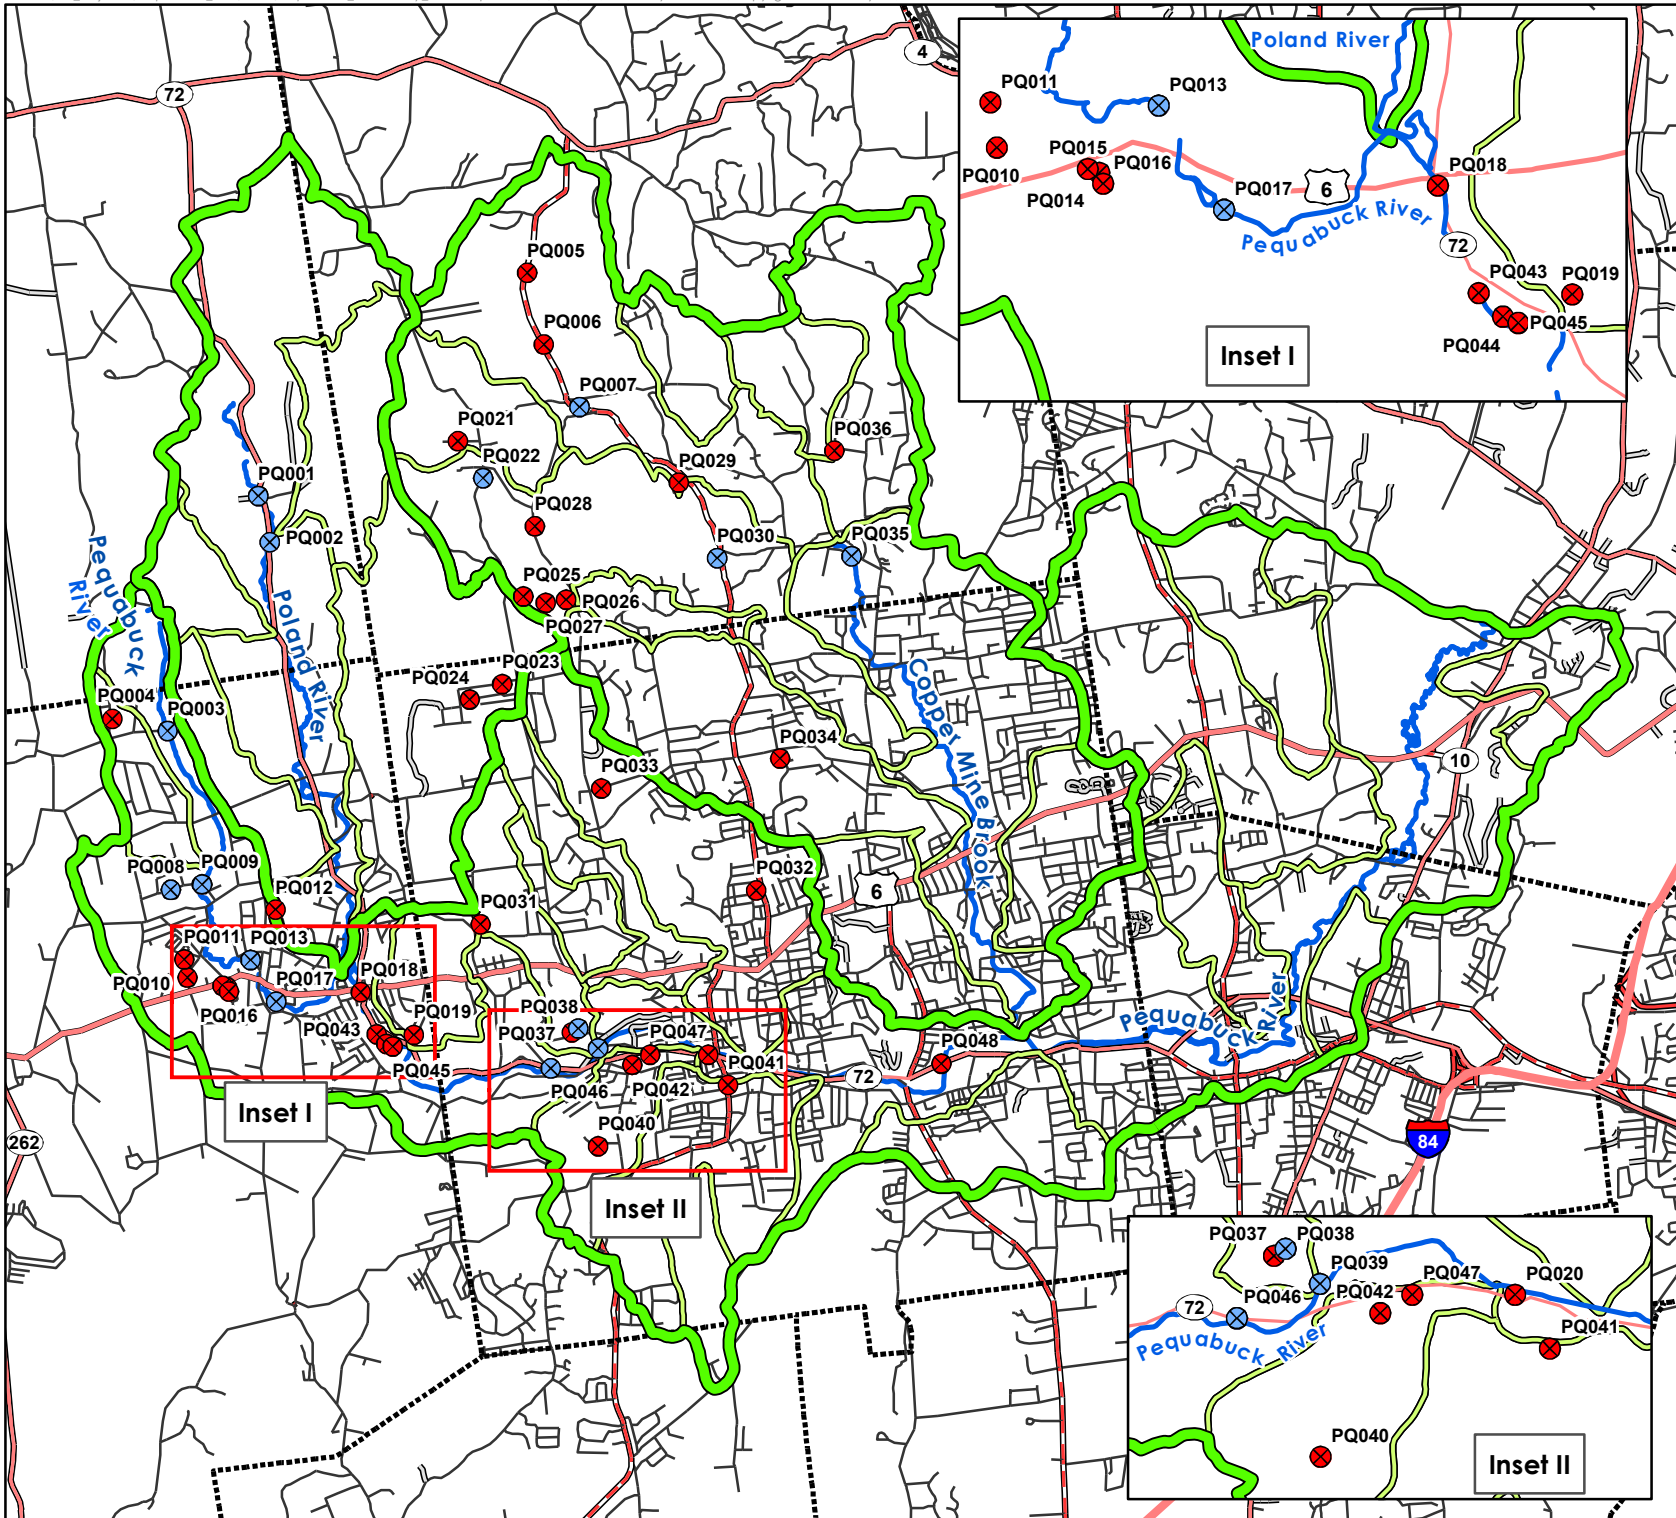 4
72
Poland River
PQ011
PQ013
PQ015
PQ016
PQ010
PQ014
PQ017
6
PQ018
Pequabuck River
72
PQ043
PQ019
PQ045
PQ044
Inset I
PQ005
PQ006
PQ007
PQ021
PQ022
PQ036
PQ029
PQ001
PQ028
PQ002
PQ030
PQ035
Pequabuck
River
PQ025
PQ026
PQ027
Poland River
PQ023
PQ024
PQ004
PQ003
Copper Mine Brook
PQ034
PQ033
10
PQ008
PQ009
PQ012
PQ032
6
PQ031
PQ011
PQ013
PQ010
PQ017
PQ018
PQ016
PQ043
PQ019
PQ045
PQ038
PQ037
PQ047
PQ041
PQ046
PQ042
PQ048
Pequabuck River
72
PQ040
Inset I
262
84
Inset II
PQ037
PQ038
PQ039
PQ047
PQ020
PQ046
PQ042
72
PQ041
Pequabuck River
PQ040
Inset II